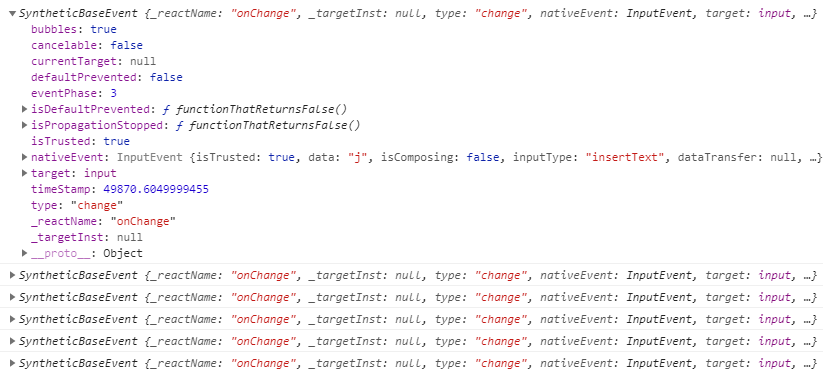 SyntheticBaseEvent {_reactName: "onChange", _targetInst: null, type: "change", nativeEvent: InputEvent, target: input, …}
bubbles: true
cancelable: false
currentTarget: null
defaultPrevented: false
eventPhase: 3
isDefaultPrevented: ƒ functionThatReturnsFalse()
isPropagationStopped: ƒ functionThatReturnsFalse()
isTrusted: true
nativeEvent: InputEvent {isTrusted: true, data: "j", isComposing: false, inputType: "insertText", dataTransfer: null, …}
target: input
timeStamp: 49870.6049999455
type: "change"
_reactName: "onChange"
_targetInst: null
__proto__: Object
SyntheticBaseEvent {_reactName: "onChange", _targetInst: null, type: "change", nativeEvent: InputEvent, target: input, …}
SyntheticBaseEvent {_reactName: "onChange", _targetInst: null, type: "change", nativeEvent: InputEvent, target: input, …}
SyntheticBaseEvent {_reactName: "onChange", _targetInst: null, type: "change", nativeEvent: InputEvent, target: input, …}
SyntheticBaseEvent {_reactName: "onChange", _targetInst: null, type: "change", nativeEvent: InputEvent, target: input, …}
SyntheticBaseEvent {_reactName: "onChange", _targetInst: null, type: "change", nativeEvent: InputEvent, target: input, …}